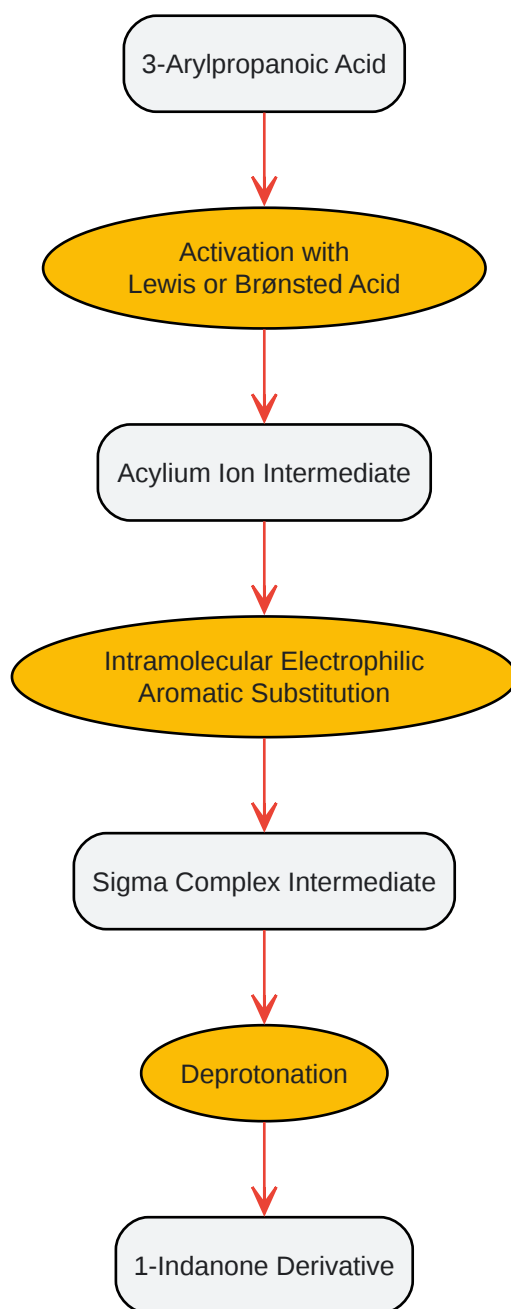 3-Arylpropanoic Acid
Activation with
Lewis or Brønsted Acid
Acylium Ion Intermediate
Intramolecular Electrophilic
Aromatic Substitution
Sigma Complex Intermediate
Deprotonation
1-Indanone Derivative